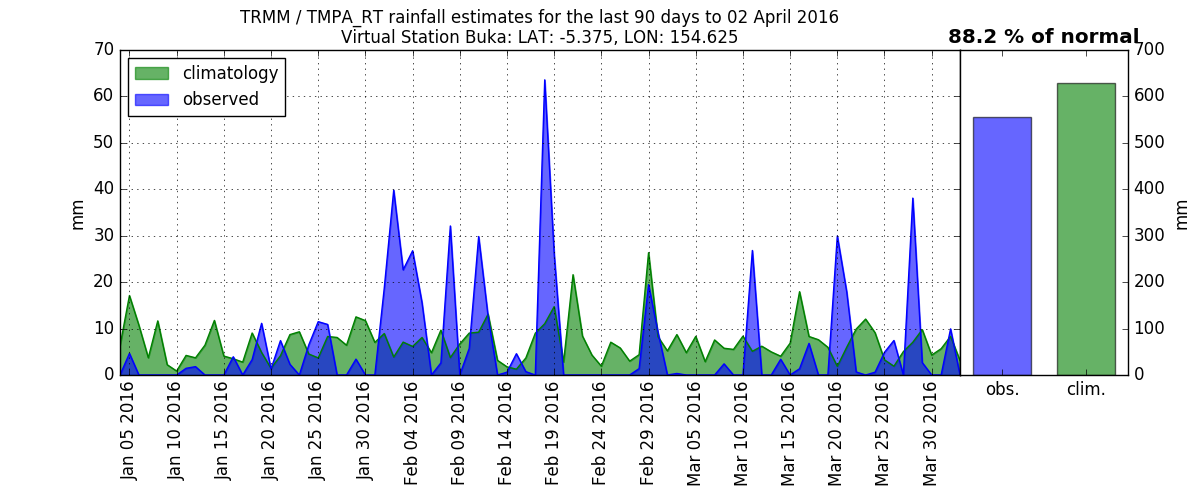 TRMM / TMPA_RT rainfall estimates for the last 90 days to 02 April 2016
Virtual Station Buka: LAT: -5.375, LON: 154.625
88.2 % of normal
climatology
observed
70
60
50
40
30
20
10
0
mm
Jan 05 2016
Jan 10 2016
Jan 15 2016
Jan 20 2016
Jan 25 2016
Jan 30 2016
Feb 04 2016
Feb 09 2016
Feb 14 2016
Feb 19 2016
Feb 24 2016
Feb 29 2016
Mar 05 2016
Mar 10 2016
Mar 15 2016
Mar 20 2016
Mar 25 2016
Mar 30 2016
obs.
clim.
700
600
500
400
300
200
100
0
mm